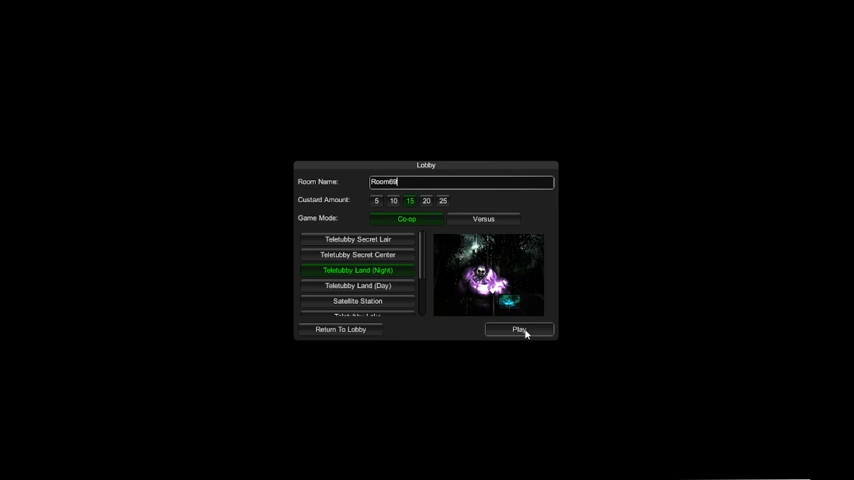 Lobby
Room Name: Room69
Custard Amount: 5 10 15 20 25
Game Mode: Co-op Versus
Teletubby Secret Lair
Teletubby Secret Center
Teletubby Land (Night)
Teletubby Land (Day)
Satellite Station
Return To Lobby
Play